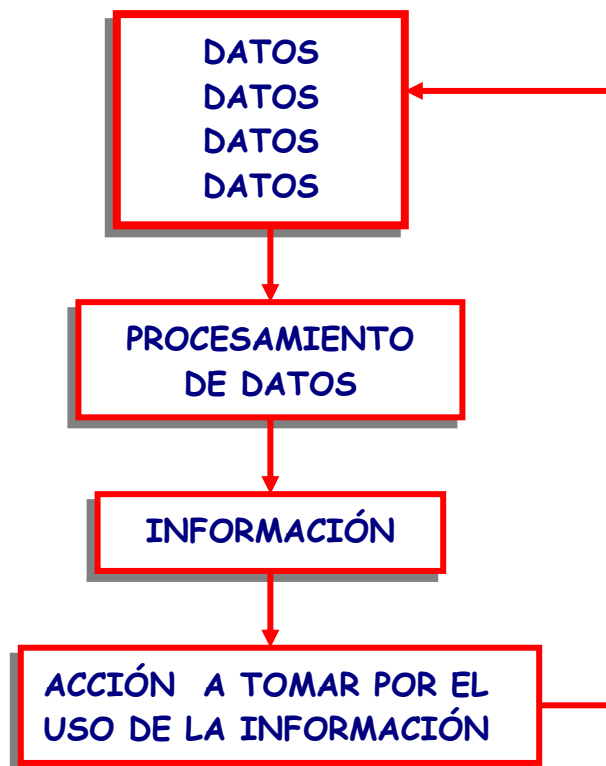 DATOS
DATOS
DATOS
DATOS
PROCESAMIENTO
DE DATOS
INFORMACIÓN
ACCIÓN A TOMAR POR EL
USO DE LA INFORMACIÓN